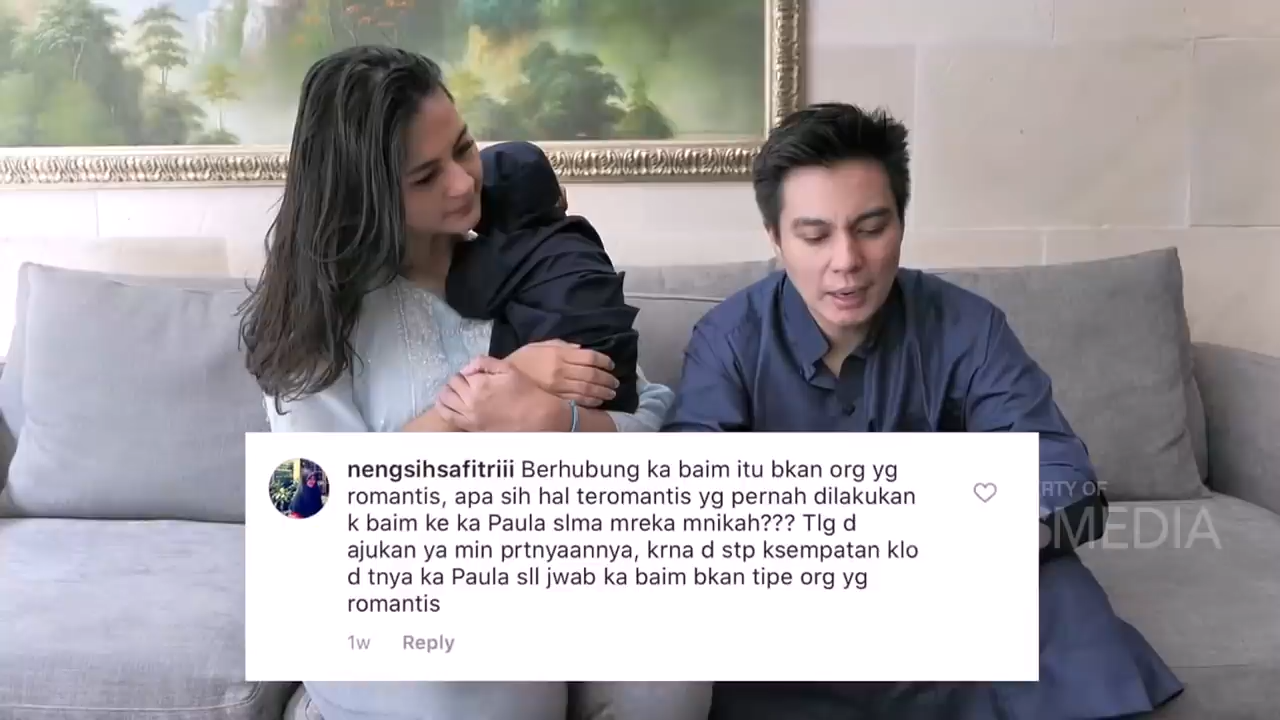 nengsihsafitriii Berhubung ka baim itu bkan org yg
romantis, apa sih hal teromantis yg pernah dilakukan
k baim ke ka Paula slma mreka mnikah??? Tlg d
ajukan ya min prtnyaannya, krna d stp ksempatan klo
d tnya ka Paula sll jwab ka baim bkan tipe org yg
romantis
1w Reply
OF
MEDIA